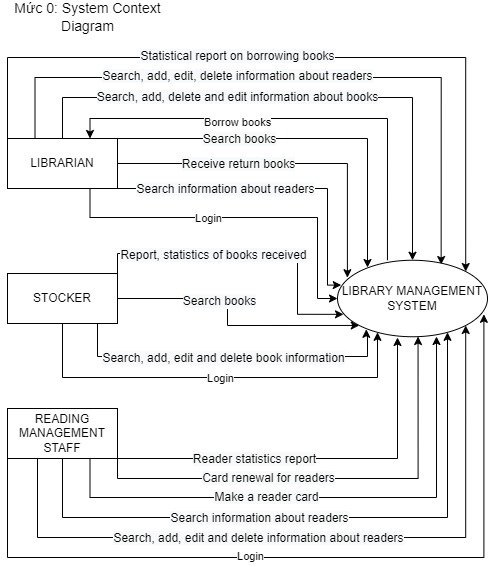 Mức 0: System Context
Diagram
Statistical report on borrowing books
Search, add, edit, delete information about readers
Search, add, delete and edit information about books
Borrow books
Search books
LIBRARIAN
Receive return books
Search information about readers
Login
Report, statistics of books received
STOCKER
Search books
LIBRARY MANAGEMENT
SYSTEM
Search, add, edit and delete book information
Login
READING
MANAGEMENT
STAFF
Reader statistics report
Card renewal for readers
Make a reader card
Search information about readers
Search, add, edit and delete information about readers
Login